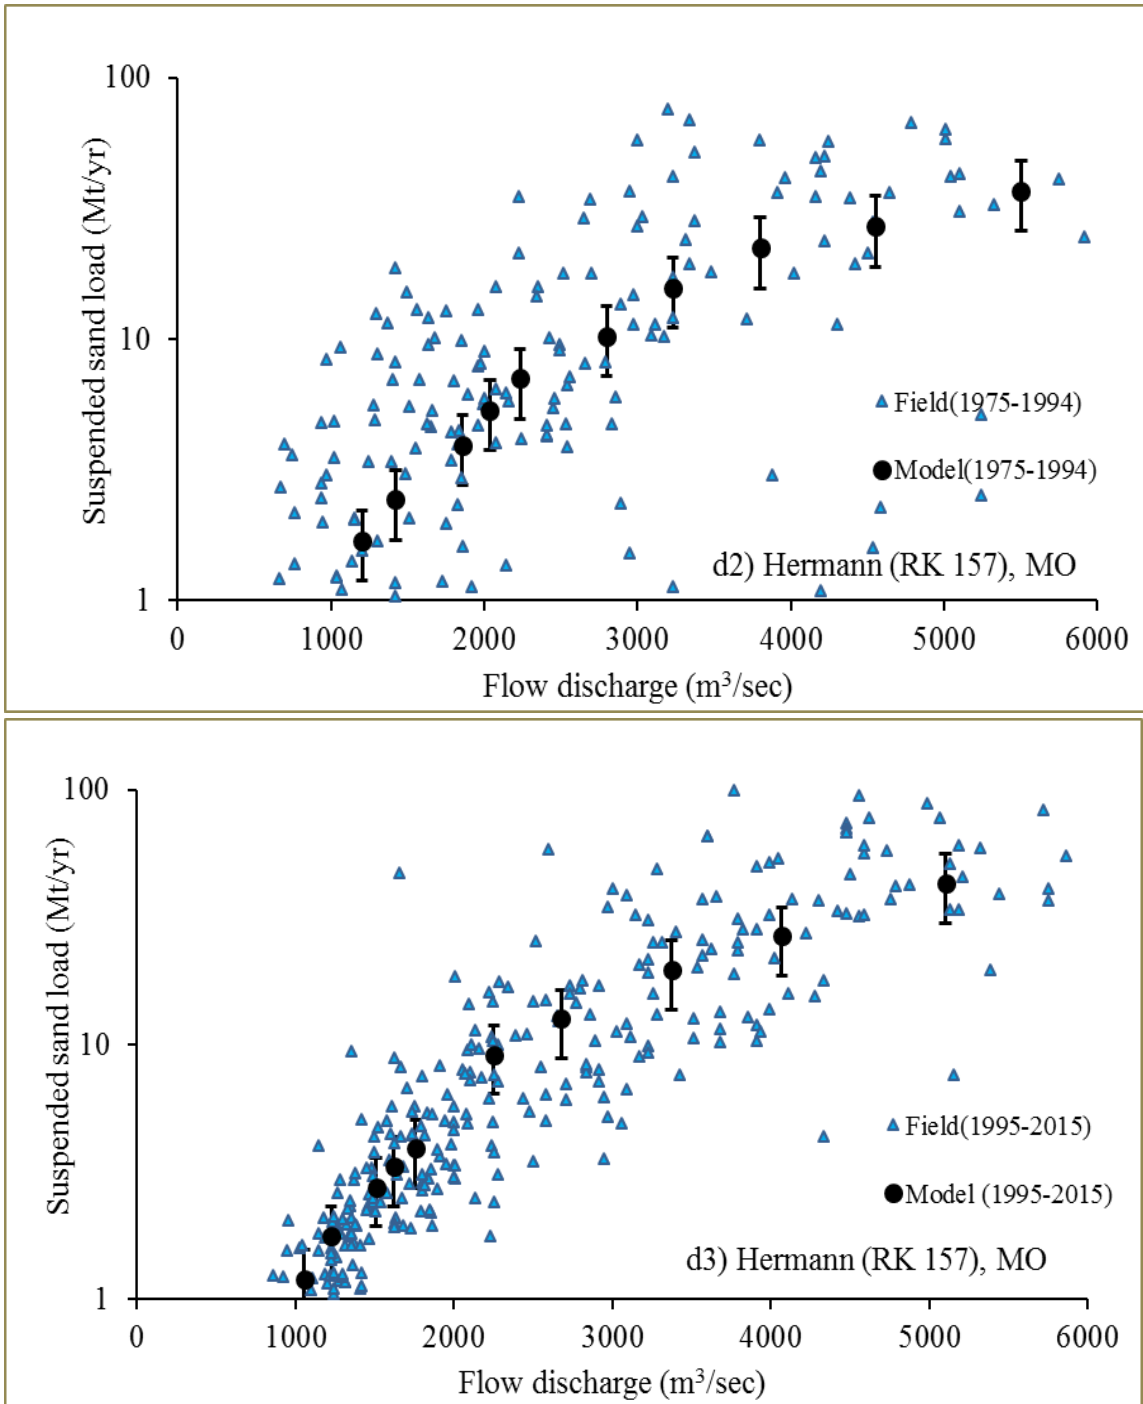 100
10
1
Suspended sand load (Mt/yr)
Field(1975-1994)
Model(1975-1994)
d2) Hermann (RK 157), MO
0 1000 2000 3000 4000 5000 6000
Flow discharge (m³/sec)
100
10
1
Suspended sand load (Mt/yr)
Field(1995-2015)
Model (1995-2015)
d3) Hermann (RK 157), MO
0 1000 2000 3000 4000 5000 6000
Flow discharge (m³/sec)